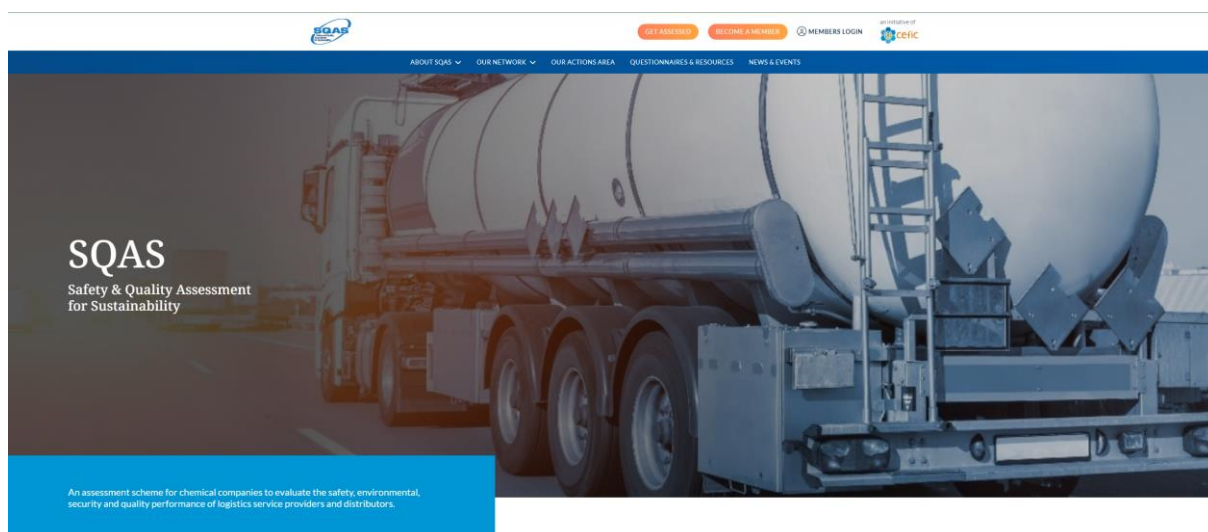 SQAS
GET ASSESSED
BECOME A MEMBER
MEMBERS LOGIN
an initiative of
cefic
ABOUT SQAS
OUR NETWORK
OUR ACTIONS AREA
QUESTIONNAIRES & RESOURCES
NEWS & EVENTS
SQAS
Safety & Quality Assessment
for Sustainability
An assessment scheme for chemical companies to evaluate the safety, environmental,
security and quality performance of logistics service providers and distributors.